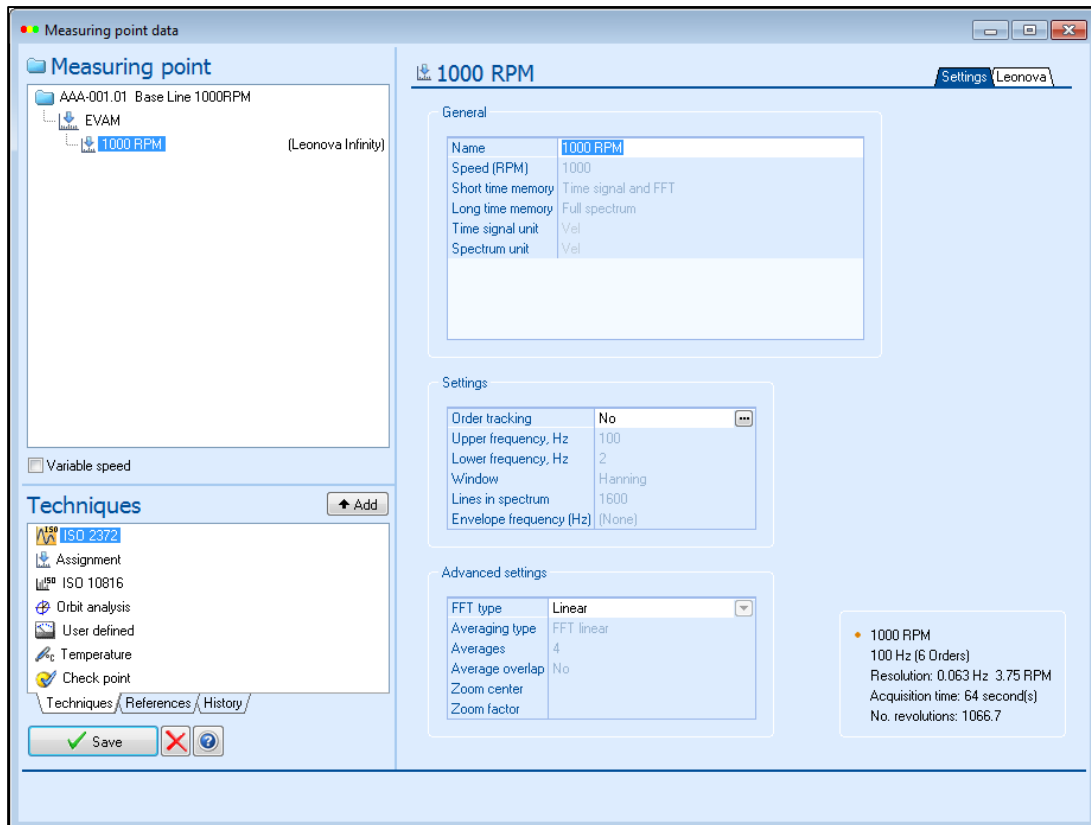 Measuring point data
Measuring point
AAA-001.01 Base Line 1000RPM
EVAM
1000 RPM (Leonova Infinity)
Variable speed
Techniques
Add
ISO 2372
Assignment
ISO 10816
Orbit analysis
User defined
Temperature
Check point
Techniques References History
Save
1000 RPM
Settings Leonova
General
Name 1000 RPM
Speed (RPM) 1000
Short time memory Time signal and FFT
Long time memory Full spectrum
Time signal unit Vel
Spectrum unit Vel
Settings
Order tracking No ...
Upper frequency, Hz 100
Lower frequency, Hz 2
Window Hanning
Lines in spectrum 1600
Envelope frequency (Hz) (None)
Advanced settings
FFT type Linear
Averaging type FFT linear
Averages 4
Average overlap No
Zoom center
Zoom factor
1000 RPM
100 Hz (6 Orders)
Resolution: 0.063 Hz 3.75 RPM
Acquisition time: 64 second(s)
No. revolutions: 1066.7